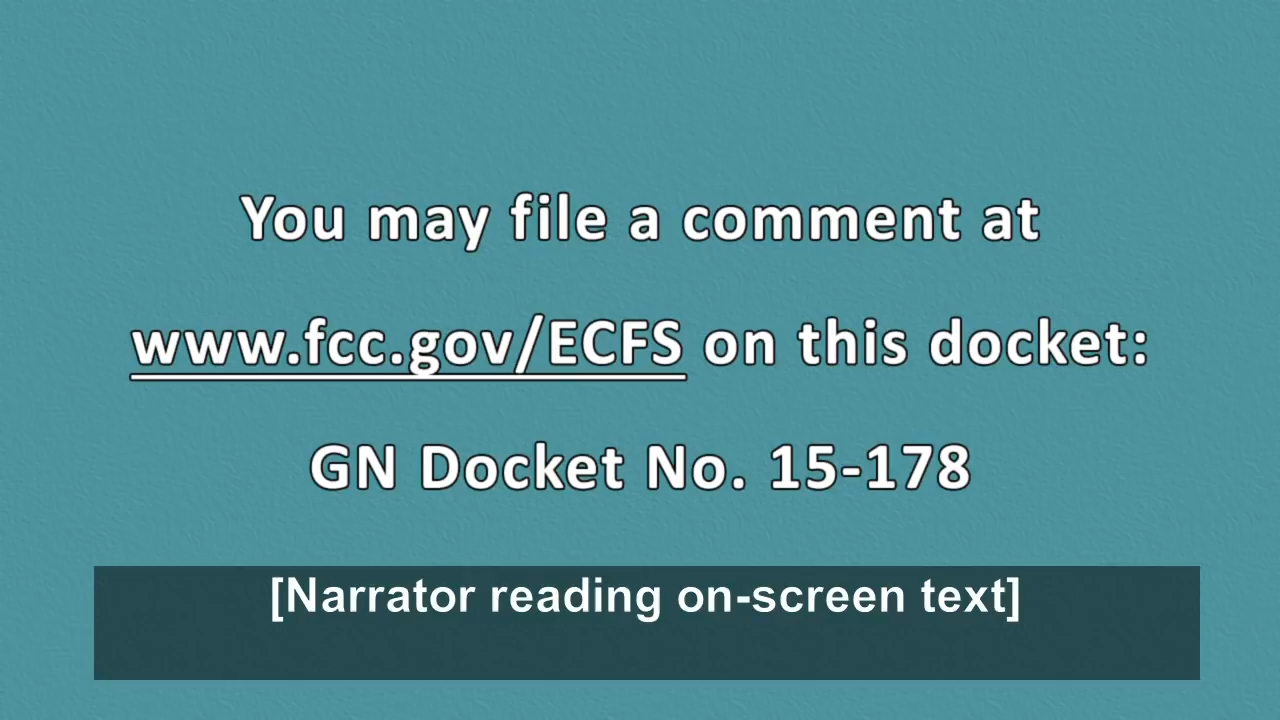 You may file a comment at
www.fcc.gov/ECFS on this docket:
GN Docket No. 15-178
[Narrator reading on-screen text]